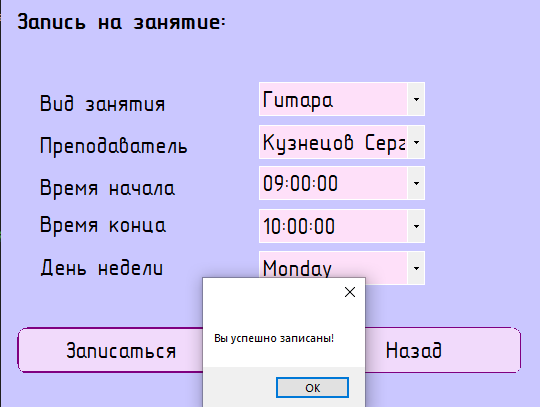 Запись на занятие:
Вид занятия
Гитара
Преподаватель
Кузнецов Серг
Время начала
09:00:00
Время конца
10:00:00
День недели
Monday
Вы успешно записаны!
OK
Записаться
Назад